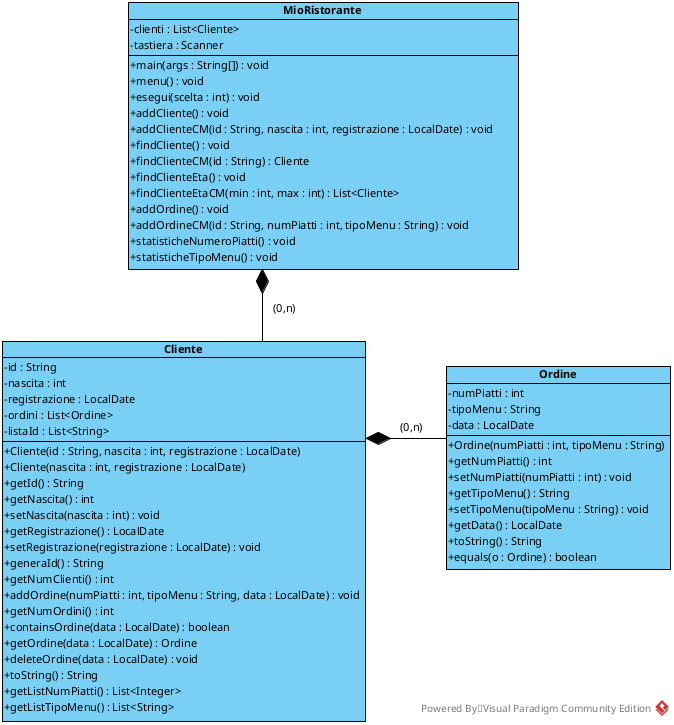 MioRistorante
-clienti : List<Cliente>
-tastiera : Scanner
+main(args : String[]) : void
+menu() : void
+esegui(scelta : int) : void
+addCliente() : void
+addClienteCM(id : String, nascita : int, registrazione : LocalDate) : void
+findCliente() : void
+findClienteCM(id : String) : Cliente
+findClienteEta() : void
+findClienteEtaCM(min : int, max : int) : List<Cliente>
+addOrdine() : void
+addOrdineCM(id : String, numPiatti : int, tipoMenu : String) : void
+statisticheNumeroPiatti() : void
+statisticheTipoMenu() : void
(0,n)
Cliente
-id : String
-nascita : int
-registrazione : LocalDate
-ordini : List<Ordine>
-listaId : List<String>
+Cliente(id : String, nascita : int, registrazione : LocalDate)
+Cliente(nascita : int, registrazione : LocalDate)
+getId() : String
+getNascita() : int
+setNascita(nascita : int) : void
+getRegistrazione() : LocalDate
+setRegistrazione(registrazione : LocalDate) : void
+generaId() : String
+getNumClienti() : int
+addOrdine(numPiatti : int, tipoMenu : String, data : LocalDate) : void
+getNumOrdini() : int
+containsOrdine(data : LocalDate) : boolean
+getOrdine(data : LocalDate) : Ordine
+deleteOrdine(data : LocalDate) : void
+toString() : String
+getListNumPiatti() : List<Integer>
+getListTipoMenu() : List<String>
(0,n)
Ordine
-numPiatti : int
-tipoMenu : String
-data : LocalDate
+Ordine(numPiatti : int, tipoMenu : String)
+getNumPiatti() : int
+setNumPiatti(numPiatti : int) : void
+getTipoMenu() : String
+setTipoMenu(tipoMenu : String) : void
+getData() : LocalDate
+toString() : String
+equals(o : Ordine) : boolean
Powered By Visual Paradigm Community Edition